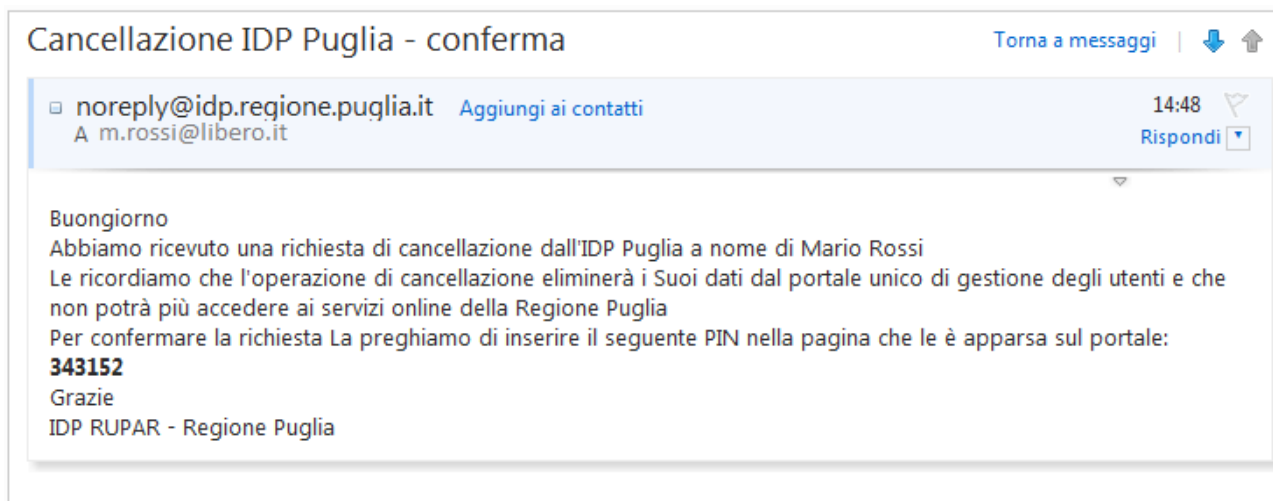 Cancellazione IDP Puglia - conferma
Torna a messaggi |
noreply@idp.regione.puglia.it Aggiungi ai contatti 14:48
A m.rossi@libero.it Rispondi
Buongiorno
Abbiamo ricevuto una richiesta di cancellazione dall'IDP Puglia a nome di Mario Rossi
Le ricordiamo che l'operazione di cancellazione eliminerà i Suoi dati dal portale unico di gestione degli utenti e che
non potrà più accedere ai servizi online della Regione Puglia
Per confermare la richiesta La preghiamo di inserire il seguente PIN nella pagina che le è apparsa sul portale:
343152
Grazie
IDP RUPAR - Regione Puglia